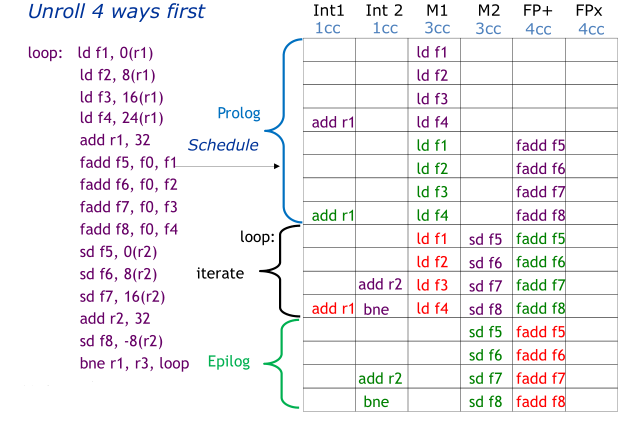 Unroll 4 ways first
Int1 Int 2 M1 M2 FP+ FPx
1cc 1cc 3cc 3cc 4cc 4cc
loop: ld f1, 0(r1)
ld f2, 8(r1)
ld f3, 16(r1)
ld f4, 24(r1)
add r1, 32
fadd f5, f0, f1
fadd f6, f0, f2
fadd f7, f0, f3
fadd f8, f0, f4
sd f5, 0(r2)
sd f6, 8(r2)
sd f7, 16(r2)
add r2, 32
sd f8, -8(r2)
bne r1, r3, loop
Schedule
Prolog
loop:
iterate
Epilog
ld f1
ld f2
ld f3
add r1 ld f4
ld f1 fadd f5
ld f2 fadd f6
ld f3 fadd f7
add r1 ld f4 fadd f8
ld f1 sd f5 fadd f5
ld f2 sd f6 fadd f6
add r2 ld f3 sd f7 fadd f7
add r1 bne ld f4 sd f8 fadd f8
sd f5 fadd f5
sd f6 fadd f6
add r2 sd f7 fadd f7
bne sd f8 fadd f8